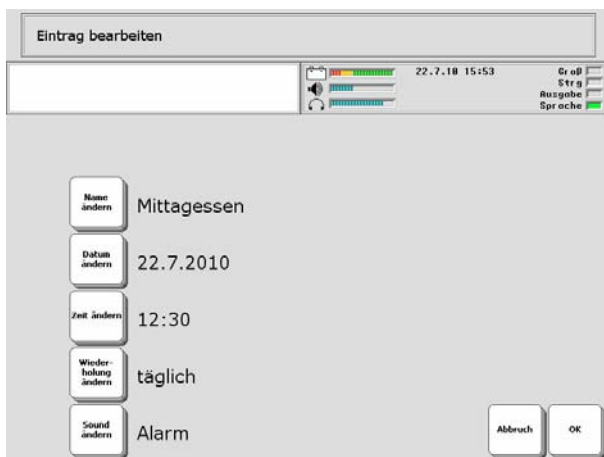 Eintrag bearbeiten
22.7.10 15:53
Groß
Strg
Ausgabe
Sprache
Name
ändern
Mittagessen
Datum
ändern
22.7.2010
Zeit ändern
12:30
Wieder-
holung
ändern
täglich
Sound
ändern
Alarm
Abbruch
OK